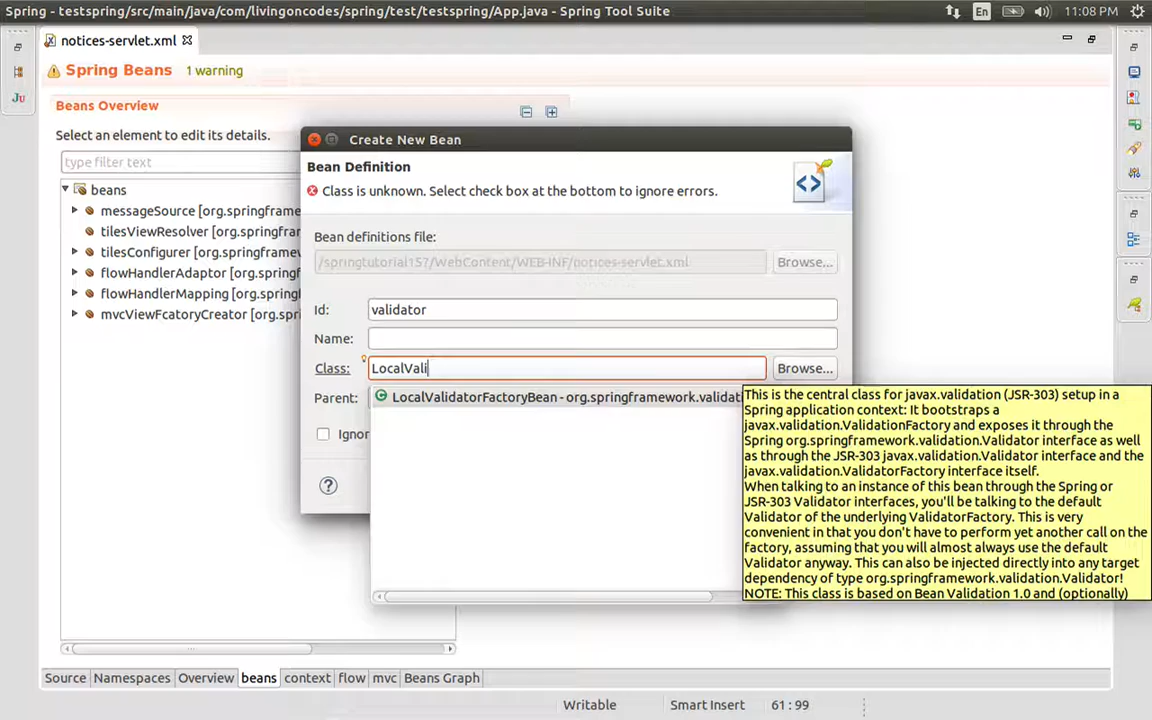 Spring - testspring/src/main/java/com/livingoncodes/spring/test/testspring/App.java - Spring Tool Suite
En
11:08 PM
notices-servlet.xml
Spring Beans
1 warning
Beans Overview
Select an element to edit its details.
type filter text
beans
messageSource [org.springframe
tilesViewResolver [org.springfra
tilesConfigurer [org.springframew
flowHandlerAdaptor [org.springfr
flowHandlerMapping [org.spring
mvcViewFcatoryCreator [org.spri
Create New Bean
Bean Definition
Class is unknown. Select check box at the bottom to ignore errors.
Bean definitions file:
/springtutorial157/WebContent/WEB-INF/notices-servlet.xml
Browse...
Id:
validator
Name:
Class:
LocalVali
Browse...
Parent:
LocalValidatorFactoryBean - org.springframework.validati
Ignor
This is the central class for javax.validation (JSR-303) setup in a
Spring application context: It bootstraps a
javax.validation.ValidationFactory and exposes it through the
Spring org.springframework.validation.Validator interface as well
as through the JSR-303 javax.validation.Validator interface and the
javax.validation.ValidatorFactory interface itself.
When talking to an instance of this bean through the Spring or
JSR-303 Validator interfaces, you'll be talking to the default
Validator of the underlying ValidatorFactory. This is very
convenient in that you don't have to perform yet another call on the
factory, assuming that you will almost always use the default
Validator anyway. This can also be injected directly into any target
dependency of type org.springframework.validation.Validator!
NOTE: This class is based on Bean Validation 1.0 and (optionally)
Source
Namespaces
Overview
beans
context
flow
mvc
Beans Graph
Writable
Smart Insert
61 : 99